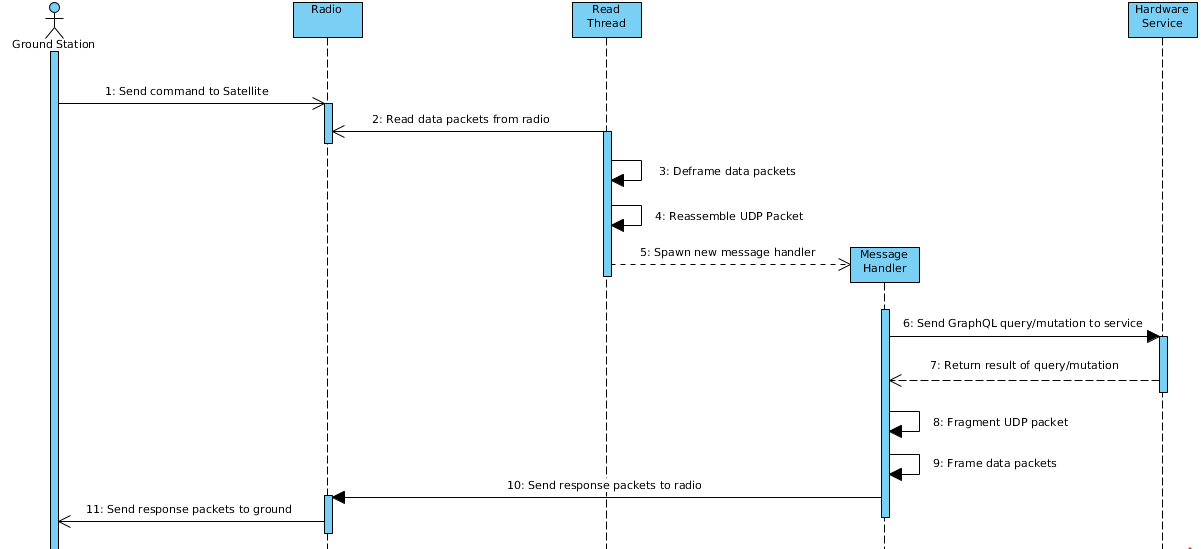 Radio
Read
Thread
Hardware
Service
Ground Station
1: Send command to Satellite
2: Read data packets from radio
3: Deframe data packets
4: Reassemble UDP Packet
5: Spawn new message handler
Message
Handler
6: Send GraphQL query/mutation to service
7: Return result of query/mutation
8: Fragment UDP packet
9: Frame data packets
10: Send response packets to radio
11: Send response packets to ground